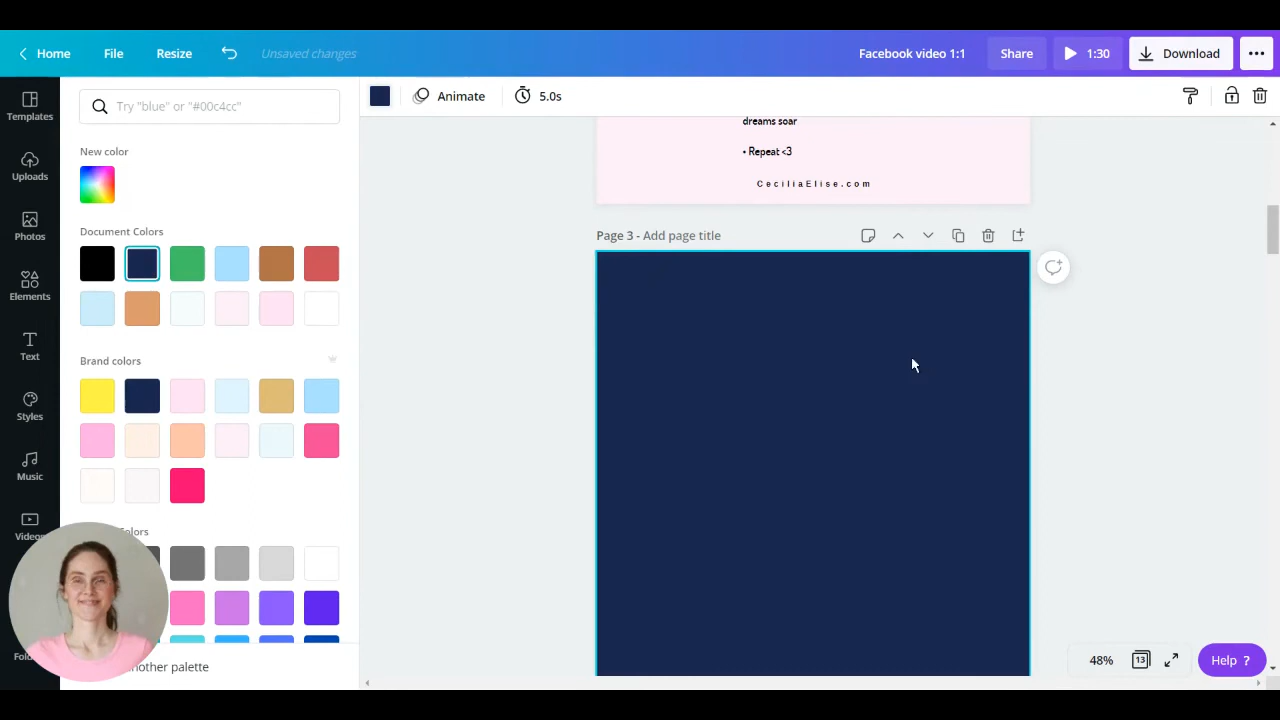 Home
File
Resize
Unsaved changes
Facebook video 1:1
Share
1:30
Download
Templates
Uploads
Photos
Elements
Text
Styles
Music
Videos
Try "blue" or "#00c4cc"
New color
Document Colors
Brand colors
Colors
nother palette
Animate
5.0s
dreams soar
• Repeat <3
CeciliaElise.com
Page 3 - Add page title
48%
13
Help ?